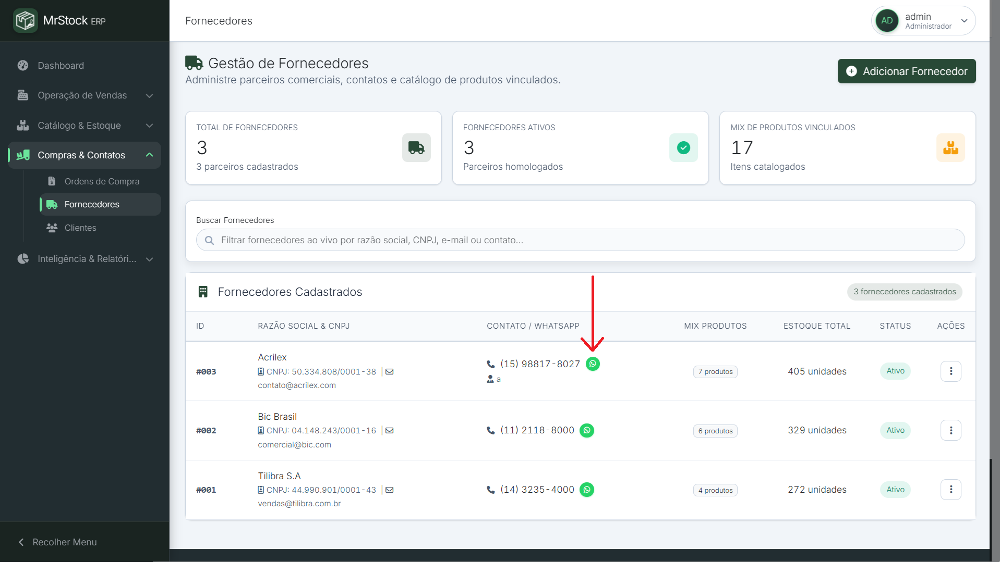 MrStock ERP
Fornecedores
AD
admin
Administrador
Dashboard
Operação de Vendas
Catálogo & Estoque
Compras & Contatos
Ordens de Compra
Fornecedores
Clientes
Inteligência & Relatóri...
Recolher Menu
Gestão de Fornecedores
Administre parceiros comerciais, contatos e catálogo de produtos vinculados.
Adicionar Fornecedor
TOTAL DE FORNECEDORES
3
3 parceiros cadastrados
FORNECEDORES ATIVOS
3
Parceiros homologados
MIX DE PRODUTOS VINCULADOS
17
Itens catalogados
Buscar Fornecedores
Filtrar fornecedores ao vivo por razão social, CNPJ, e-mail ou contato...
Fornecedores Cadastrados
3 fornecedores cadastrados
ID RAZÃO SOCIAL & CNPJ CONTATO / WHATSAPP MIX PRODUTOS ESTOQUE TOTAL STATUS AÇÕES
#003
Acrilex
CNPJ: 50.334.808/0001-38 |
contato@acrilex.com
(15) 98817-8027
a
7 produtos
405 unidades
Ativo
#002
Bic Brasil
CNPJ: 04.148.243/0001-16 |
comercial@bic.com
(11) 2118-8000
6 produtos
329 unidades
Ativo
#001
Tilibra S.A
CNPJ: 44.990.901/0001-43 |
vendas@tilibra.com.br
(14) 3235-4000
4 produtos
272 unidades
Ativo